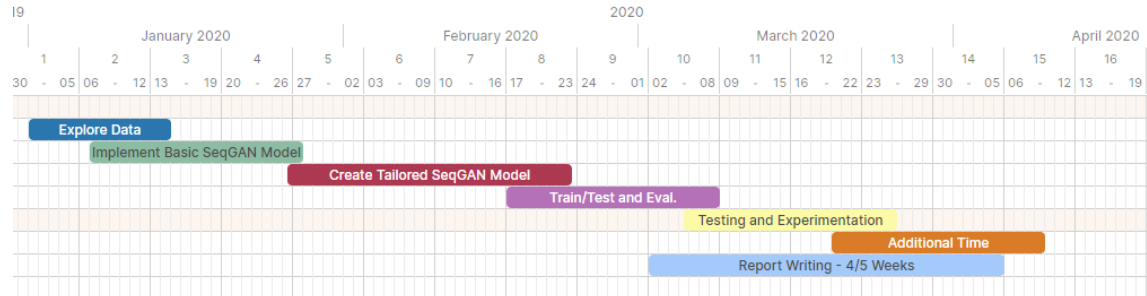 19 2020
January 2020 February 2020 March 2020 April 2020
1 2 3 4 5 6 7 8 9 10 11 12 13 14 15 16
30 - 05 06 - 12 13 - 19 20 - 26 27 - 02 03 - 09 10 - 16 17 - 23 24 - 01 02 - 08 09 - 15 16 - 22 23 - 29 30 - 05 06 - 12 13 - 19
Explore Data
Implement Basic SeqGAN Model
Create Tailored SeqGAN Model
Train/Test and Eval.
Testing and Experimentation
Additional Time
Report Writing - 4/5 Weeks